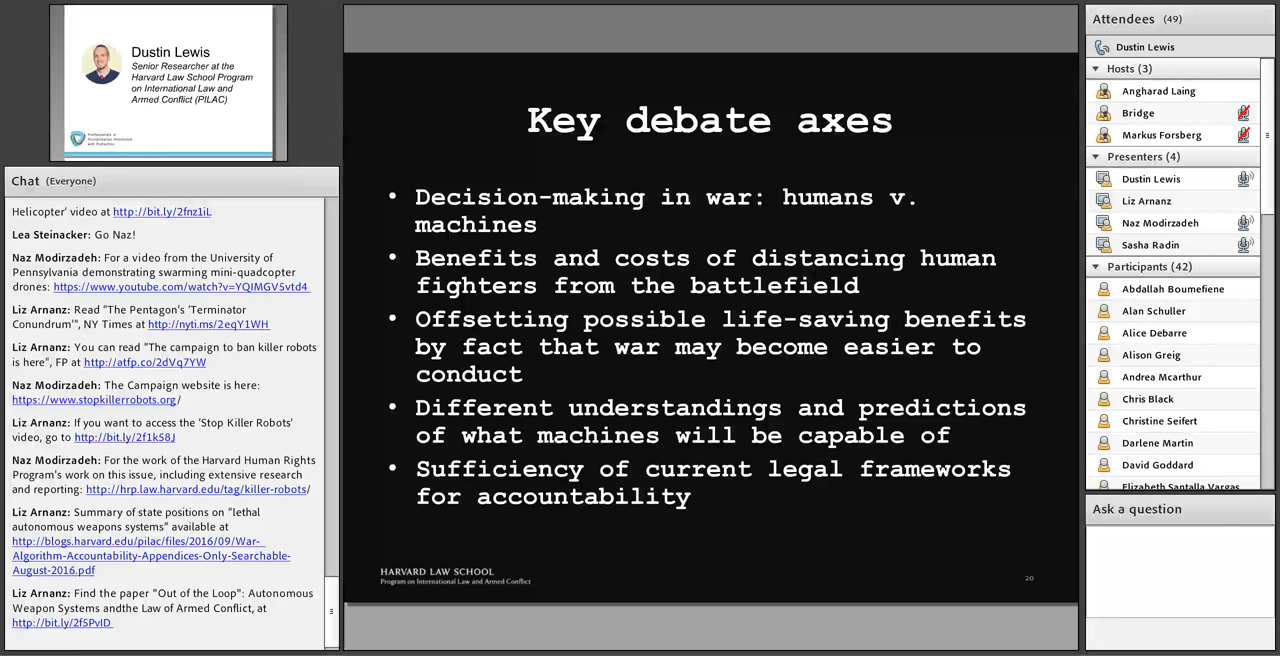 Dustin Lewis
Senior Researcher at the
Harvard Law School Program
on International Law and
Armed Conflict (PILAC)
Professionals in
Humanitarian Assistance
and Protection
Chat (Everyone)
Helicopter' video at http://bit.ly/2fnz1iL
Lea Steinacker: Go Naz!
Naz Modirzadeh: For a video from the University of
Pennsylvania demonstrating swarming mini-quadcopter
drones: https://www.youtube.com/watch?v=YQIMGV5vtd4
Liz Arnanz: Read "The Pentagon's 'Terminator
Conundrum'", NY Times at http://nyti.ms/2eqY1WH
Liz Arnanz: You can read "The campaign to ban killer robots
is here", FP at http://atfp.co/2dVq7YW
Naz Modirzadeh: The Campaign website is here:
https://www.stopkillerrobots.org/
Liz Arnanz: If you want to access the 'Stop Killer Robots'
video, go to http://bit.ly/2f1k58J
Naz Modirzadeh: For the work of the Harvard Human Rights
Program's work on this issue, including extensive research
and reporting: http://hrp.law.harvard.edu/tag/killer-robots/
Liz Arnanz: Summary of state positions on "lethal
autonomous weapons systems" available at
http://blogs.harvard.edu/pilac/files/2016/09/War-
Algorithm-Accountability-Appendices-Only-Searchable-
August-2016.pdf
Liz Arnanz: Find the paper "Out of the Loop": Autonomous
Weapon Systems andthe Law of Armed Conflict, at
http://bit.ly/2f5PvID
Key debate axes
• Decision-making in war: humans v.
machines
• Benefits and costs of distancing human
fighters from the battlefield
• Offsetting possible life-saving benefits
by fact that war may become easier to
conduct
• Different understandings and predictions
of what machines will be capable of
• Sufficiency of current legal frameworks
for accountability
HARVARD LAW SCHOOL
Program on International Law and Armed Conflict
20
Attendees (49)
Dustin Lewis
Hosts (3)
Angharad Laing
Bridge
Markus Forsberg
Presenters (4)
Dustin Lewis
Liz Arnanz
Naz Modirzadeh
Sasha Radin
Participants (42)
Abdallah Boumefiene
Alan Schuller
Alice Debarre
Alison Greig
Andrea Mcarthur
Chris Black
Christine Seifert
Darlene Martin
David Goddard
Elizabeth Santalla Vargas
Ask a question